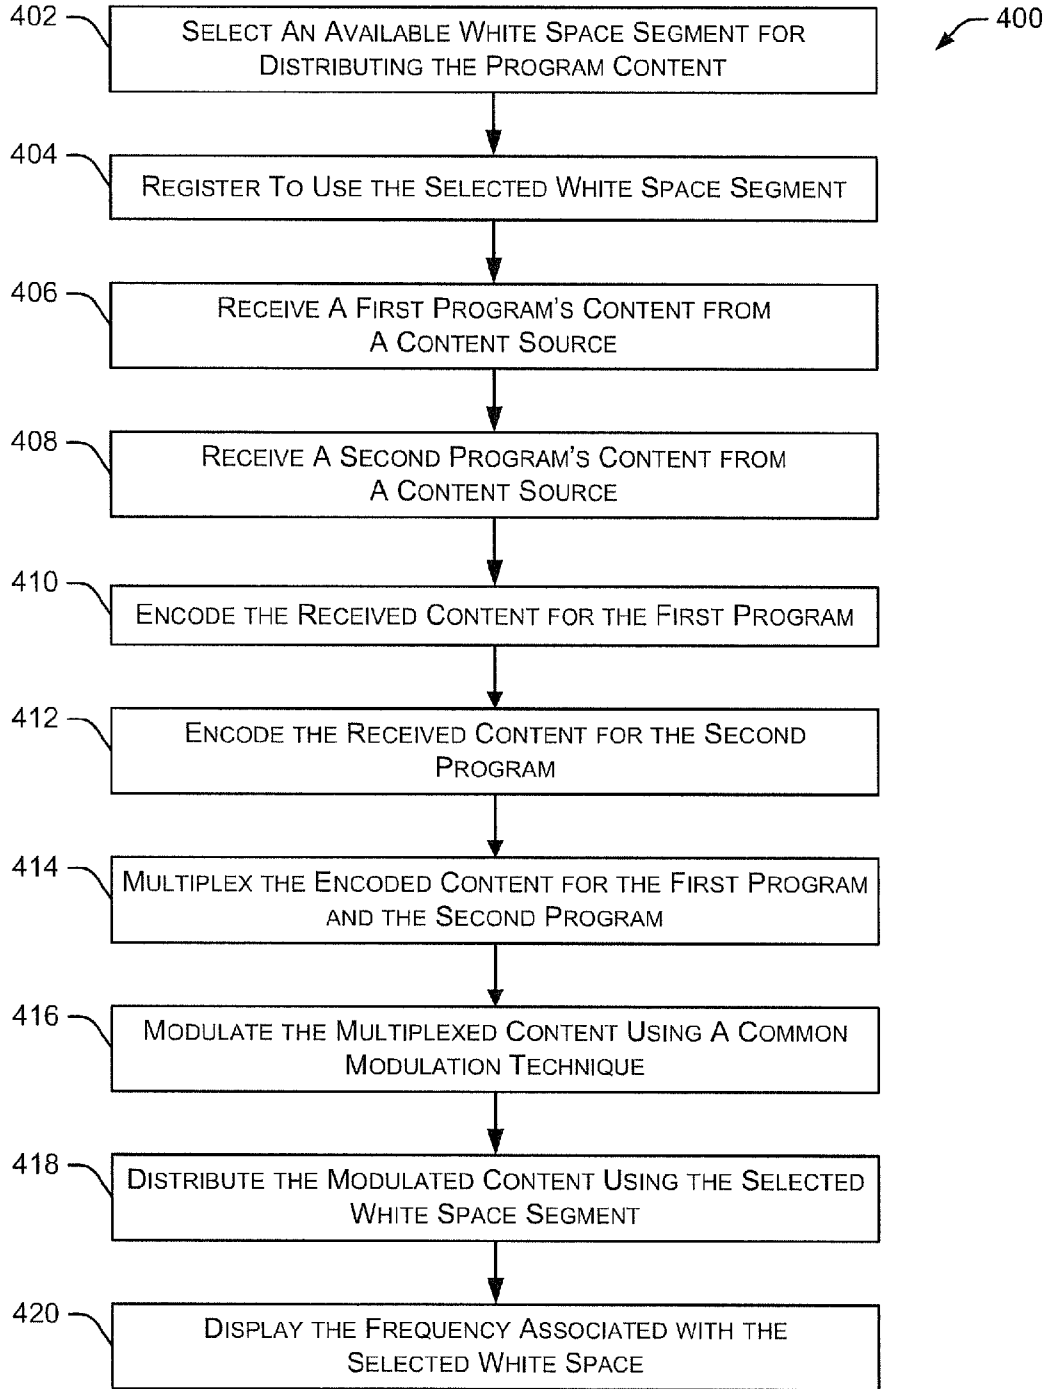 400
402
SELECT AN AVAILABLE WHITE SPACE SEGMENT FOR
DISTRIBUTING THE PROGRAM CONTENT
404
REGISTER TO USE THE SELECTED WHITE SPACE SEGMENT
406
RECEIVE A FIRST PROGRAM'S CONTENT FROM
A CONTENT SOURCE
408
RECEIVE A SECOND PROGRAM'S CONTENT FROM
A CONTENT SOURCE
410
ENCODE THE RECEIVED CONTENT FOR THE FIRST PROGRAM
412
ENCODE THE RECEIVED CONTENT FOR THE SECOND
PROGRAM
414
MULTIPLEX THE ENCODED CONTENT FOR THE FIRST PROGRAM
AND THE SECOND PROGRAM
416
MODULATE THE MULTIPLEXED CONTENT USING A COMMON
MODULATION TECHNIQUE
418
DISTRIBUTE THE MODULATED CONTENT USING THE SELECTED
WHITE SPACE SEGMENT
420
DISPLAY THE FREQUENCY ASSOCIATED WITH THE
SELECTED WHITE SPACE